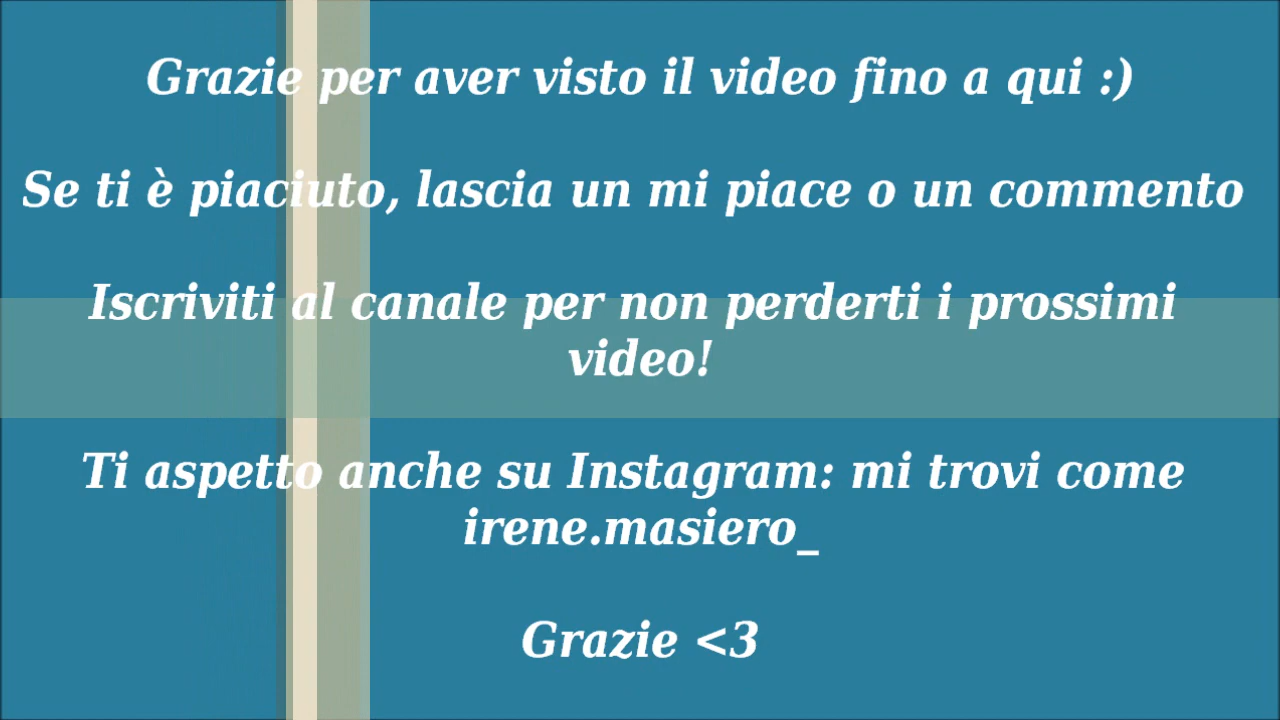 Grazie per aver visto il video fino a qui :)
Se ti è piaciuto, lascia un mi piace o un commento
Iscriviti al canale per non perderti i prossimi
video!
Ti aspetto anche su Instagram: mi trovi come
irene.masiero_
Grazie <3